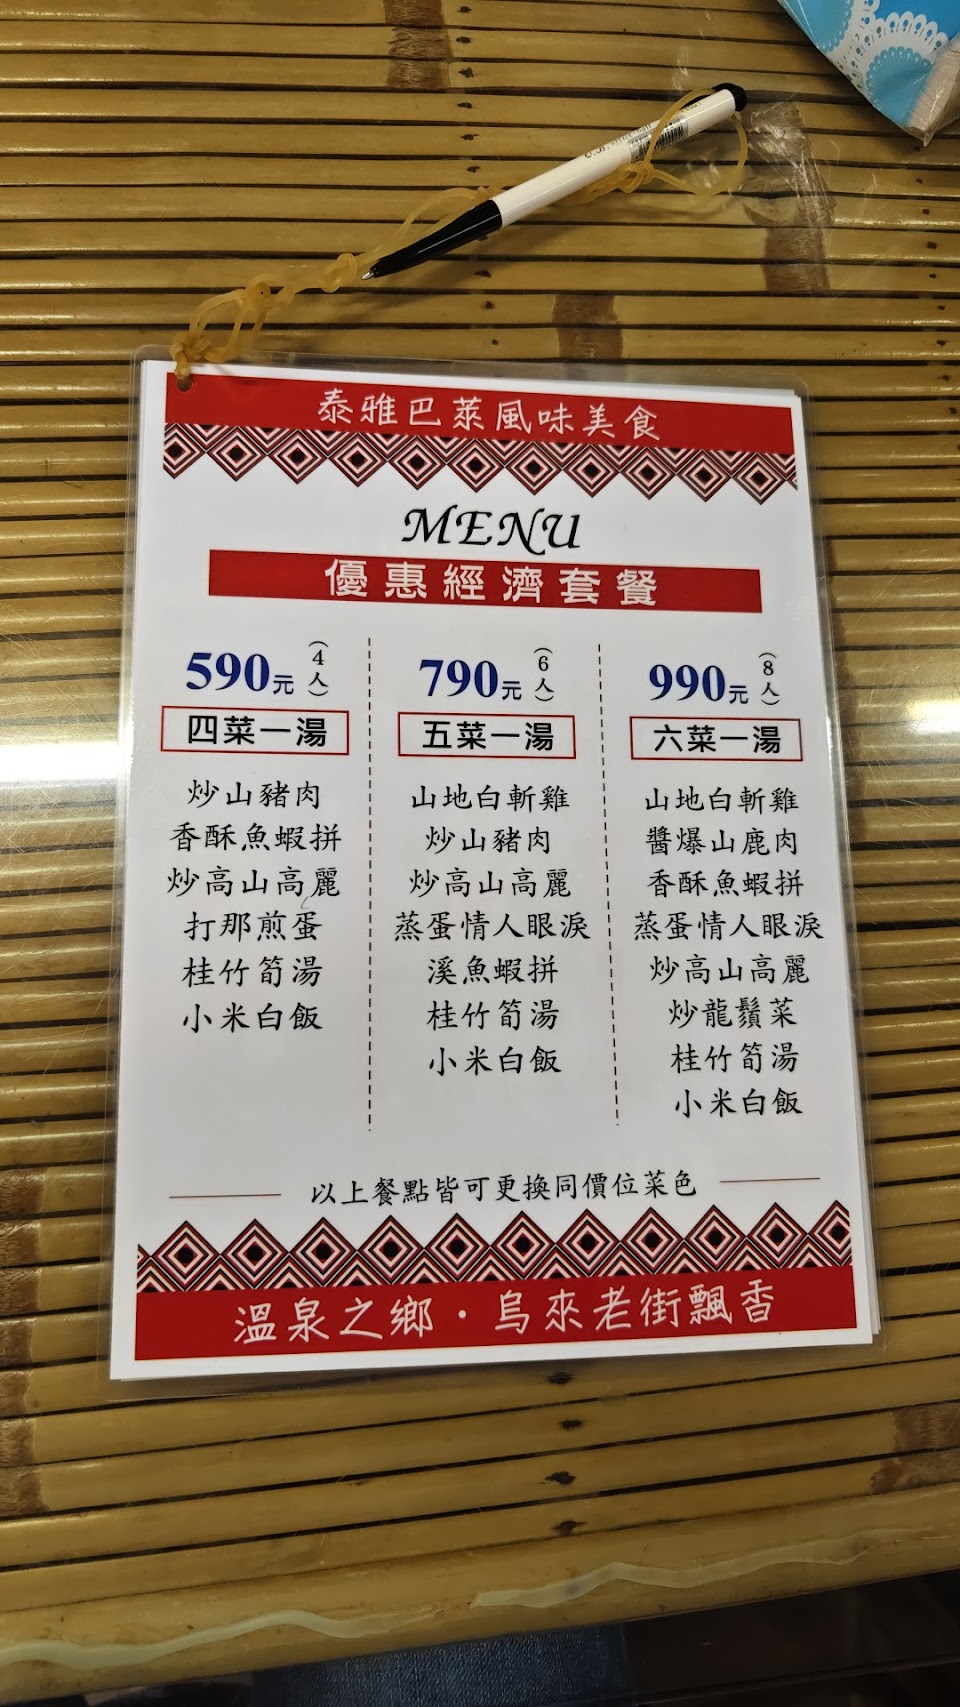 泰雅巴萊風味美食
MENU
優惠經濟套餐
590元(4人)
四菜一湯
炒山豬肉
香酥魚蝦拼
炒高山高麗
打那煎蛋
桂竹筍湯
小米白飯
790元(6人)
五菜一湯
山地白斬雞
炒山豬肉
炒高山高麗
蒸蛋情人眼淚
溪魚蝦拼
桂竹筍湯
小米白飯
990元(8人)
六菜一湯
山地白斬雞
醬爆山鹿肉
香酥魚蝦拼
蒸蛋情人眼淚
炒高山高麗
炒龍鬚菜
桂竹筍湯
小米白飯
以上餐點皆可更換同價位菜色
溫泉之鄉・烏來老街飄香